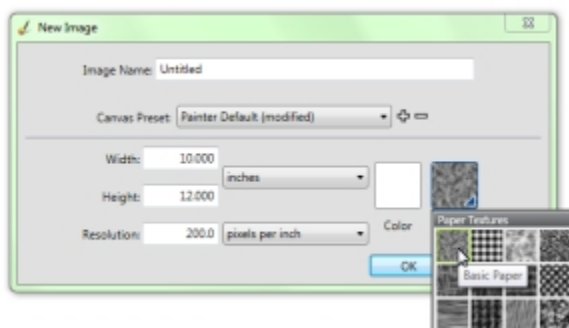 New Image
Image Name: Untitled
Canvas Preset: Painter Default (modified)
Width: 10.000
inches
Height: 12.000
Resolution: 200.0 pixels per inch
Color
Paper Textures
OK
Basic Paper